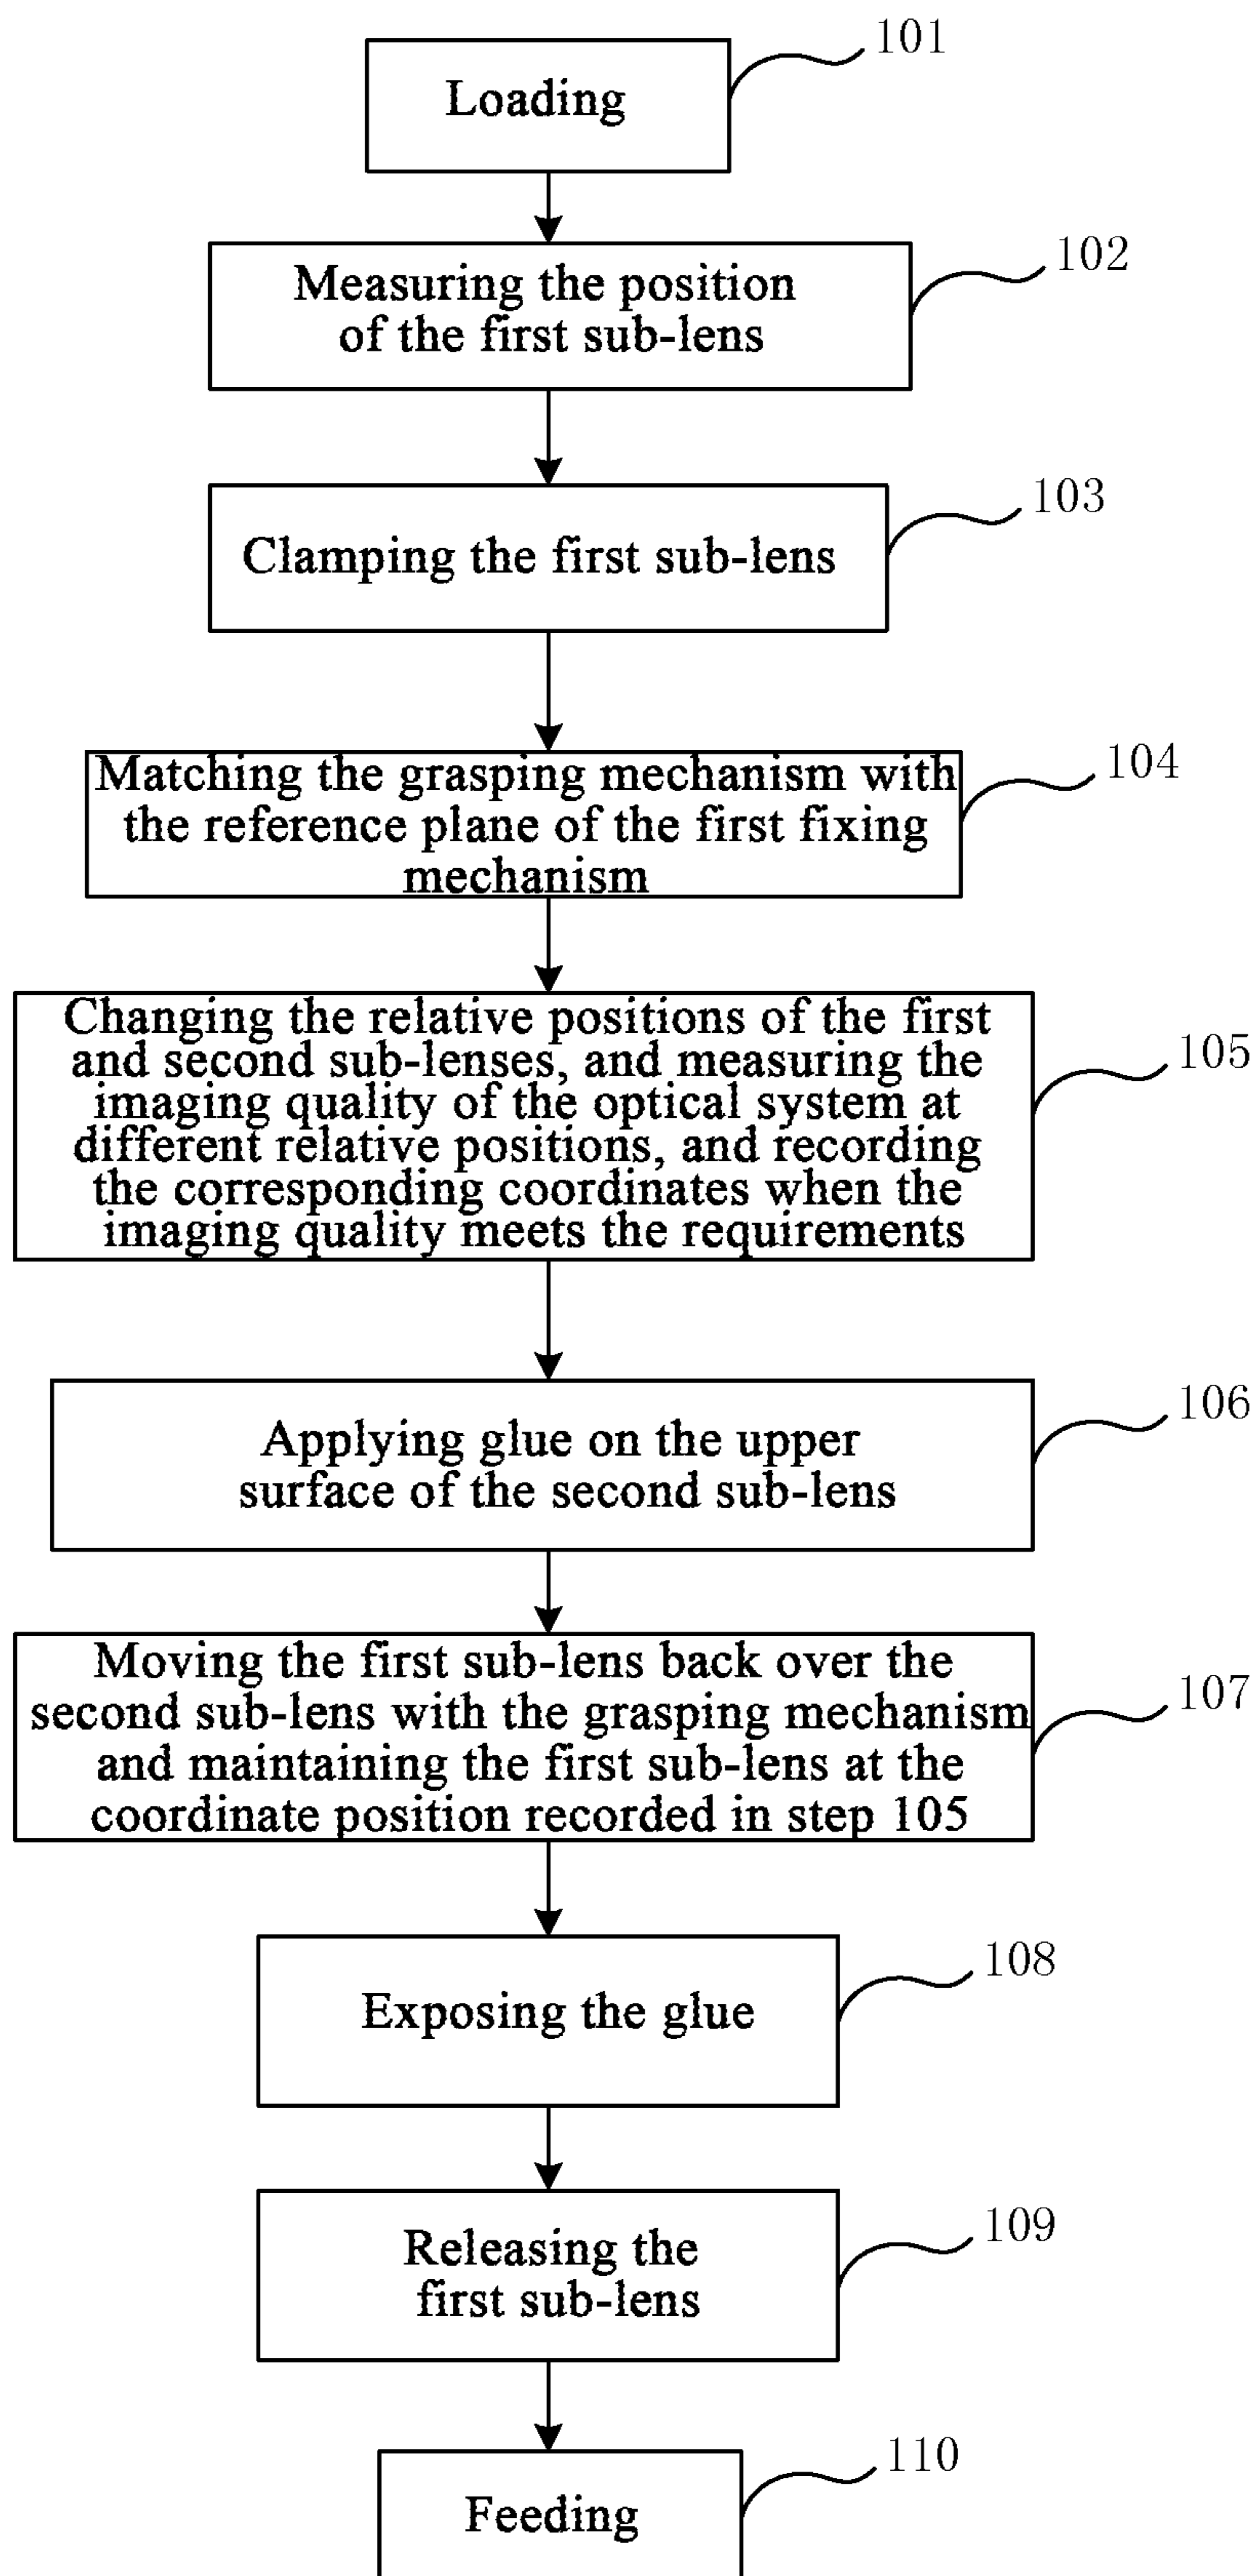 101
Loading
102
Measuring the position
of the first sub-lens
103
Clamping the first sub-lens
104
Matching the grasping mechanism with
the reference plane of the first fixing
mechanism
105
Changing the relative positions of the first
and second sub-lenses, and measuring the
imaging quality of the optical system at
different relative positions, and recording
the corresponding coordinates when the
imaging quality meets the requirements
106
Applying glue on the upper
surface of the second sub-lens
107
Moving the first sub-lens back over the
second sub-lens with the grasping mechanism
and maintaining the first sub-lens at the
coordinate position recorded in step 105
108
Exposing the glue
109
Releasing the
first sub-lens
110
Feeding